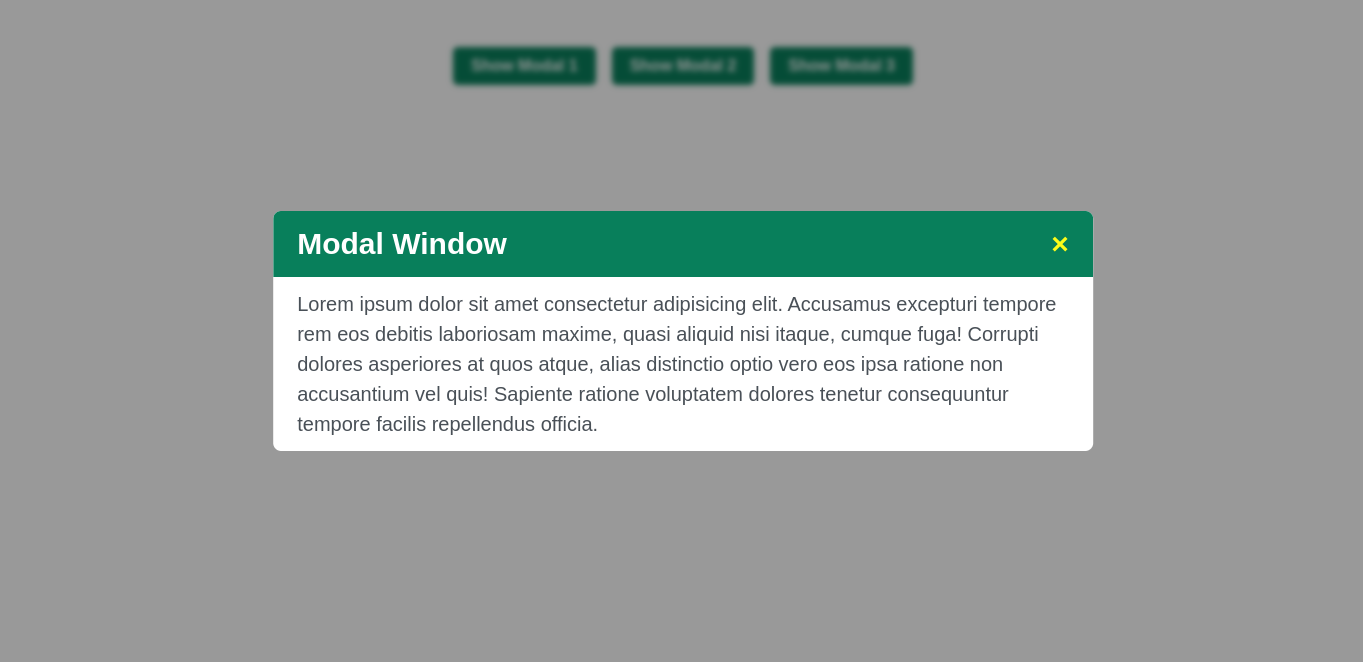 Show Modal 1 Show Modal 2 Show Modal 3
Modal Window ×
Lorem ipsum dolor sit amet consectetur adipisicing elit. Accusamus excepturi tempore
rem eos debitis laboriosam maxime, quasi aliquid nisi itaque, cumque fuga! Corrupti
dolores asperiores at quos atque, alias distinctio optio vero eos ipsa ratione non
accusantium vel quis! Sapiente ratione voluptatem dolores tenetur consequuntur
tempore facilis repellendus officia.